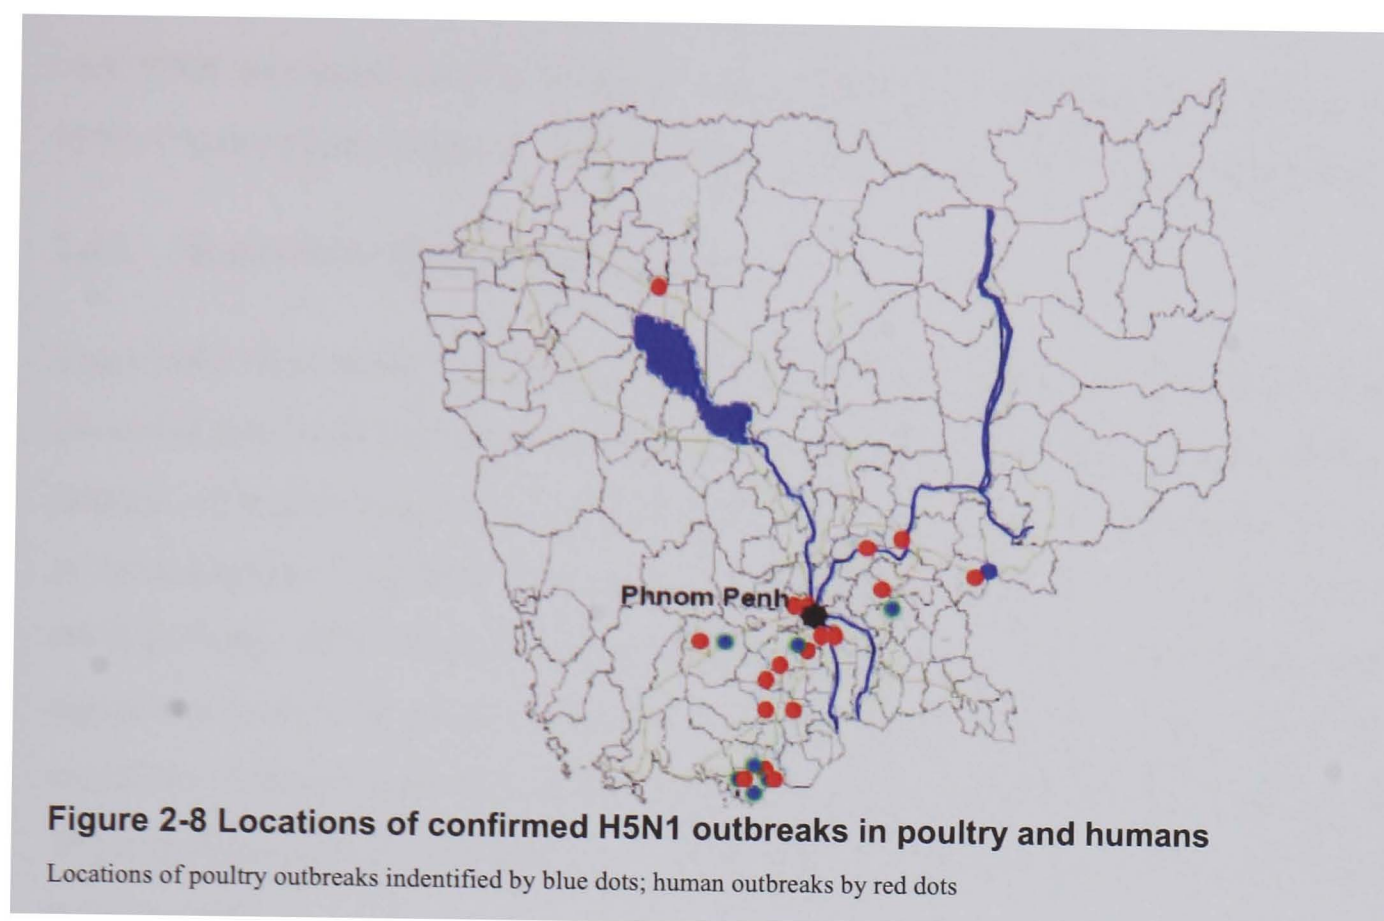 Phnom Penh
Figure 2-8 Locations of confirmed H5N1 outbreaks in poultry and humans
Locations of poultry outbreaks indentified by blue dots; human outbreaks by red dots